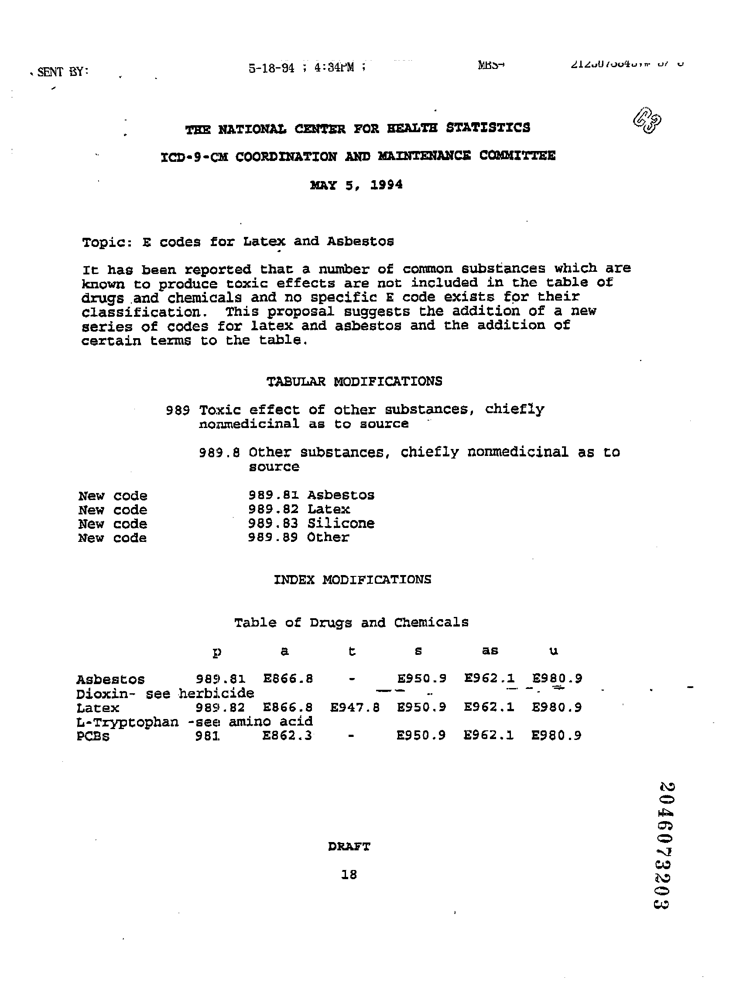 SENT BY: 5-18-94 ; 4:34PM ; MBS→
C3
THE NATIONAL CENTER FOR HEALTH STATISTICS
ICD-9-CM COORDINATION AND MAINTENANCE COMMITTEE
MAY 5, 1994
Topic: E codes for Latex and Asbestos
It has been reported that a number of common substances which are
known to produce toxic effects are not included in the table of
drugs and chemicals and no specific E code exists for their
classification. This proposal suggests the addition of a new
series of codes for latex and asbestos and the addition of
certain terms to the table.
TABULAR MODIFICATIONS
989 Toxic effect of other substances, chiefly
nonmedicinal as to source
989.8 Other substances, chiefly nonmedicinal as to
source
New code 989.81 Asbestos
New code 989.82 Latex
New code 989.83 Silicone
New code 989.89 Other
INDEX MODIFICATIONS
Table of Drugs and Chemicals
p a t s as u
Asbestos 989.81 E866.8 - E950.9 E962.1 E980.9
Dioxin- see herbicide
Latex 989.82 E866.8 E947.8 E950.9 E962.1 E980.9
L-Tryptophan -see amino acid
PCBs 981 E862.3 - E950.9 E962.1 E980.9
DRAFT
18
2046073203